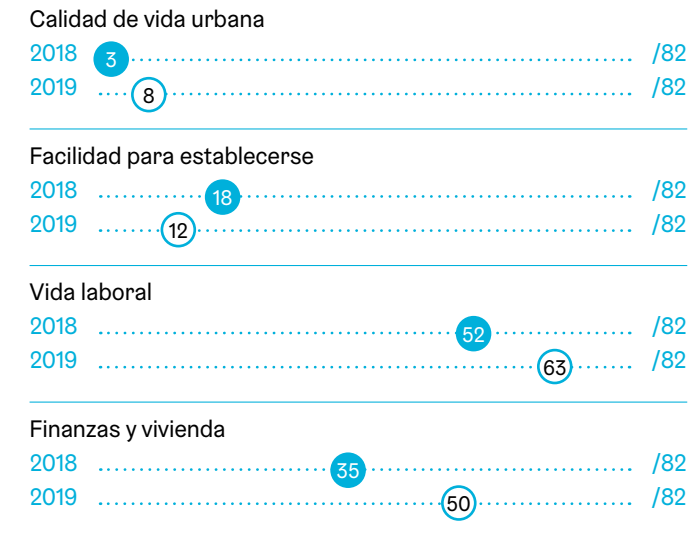 Calidad de vida urbana
2018 3 /82
2019 8 /82
Facilidad para establecerse
2018 18 /82
2019 12 /82
Vida laboral
2018 52 /82
2019 63 /82
Finanzas y vivienda
2018 35 /82
2019 50 /82